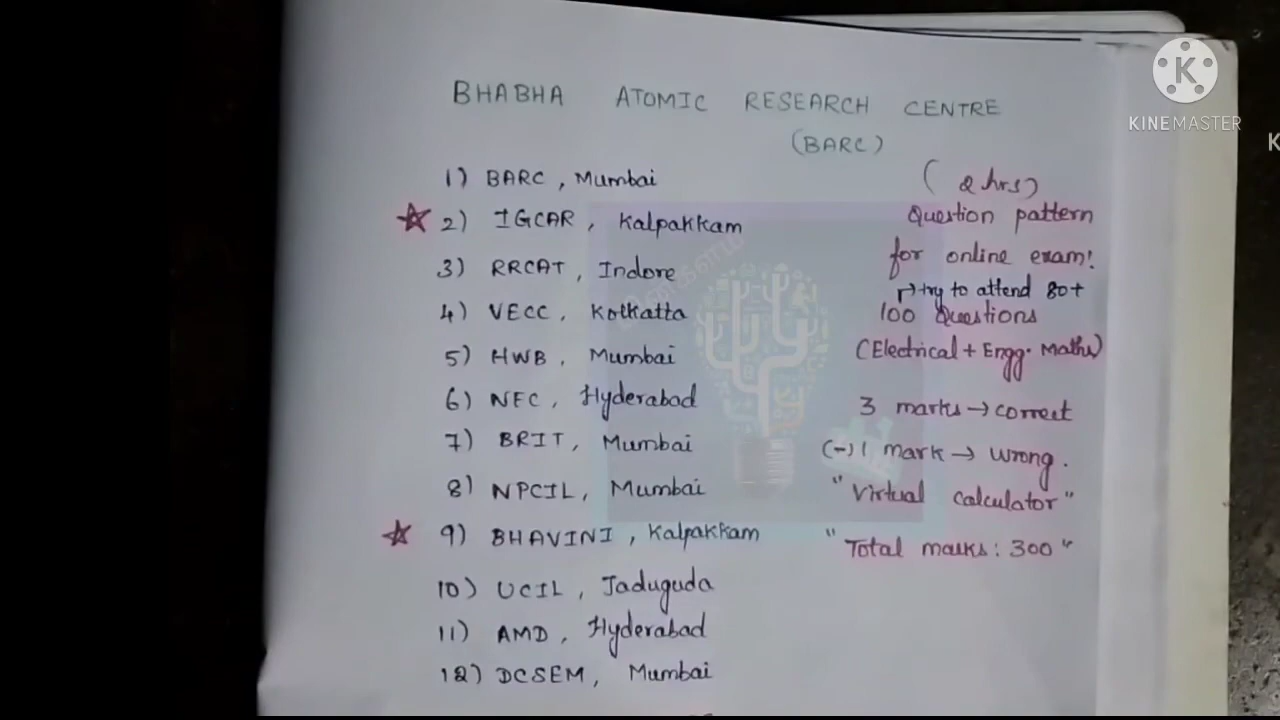 BHABHA ATOMIC RESEARCH CENTRE
(BARC)
1) BARC, Mumbai
2) IGCAR, Kalpakkam
3) RRCAT, Indore
4) VECC, Kolkatta
5) HWB, Mumbai
6) NFC, Hyderabad
7) BRIT, Mumbai
8) NPCIL, Mumbai
9) BHAVINI, Kalpakkam
10) UCIL, Jaduguda
11) AMD, Hyderabad
12) DCSEM, Mumbai
(2 hrs)
Question pattern
for online exam!
↱ try to attend 80+
100 Questions
(Electrical + Engg. Maths)
3 marks → correct
(-) 1 mark → wrong.
"Virtual calculator"
"Total marks: 300"
K
KINEMASTER
K